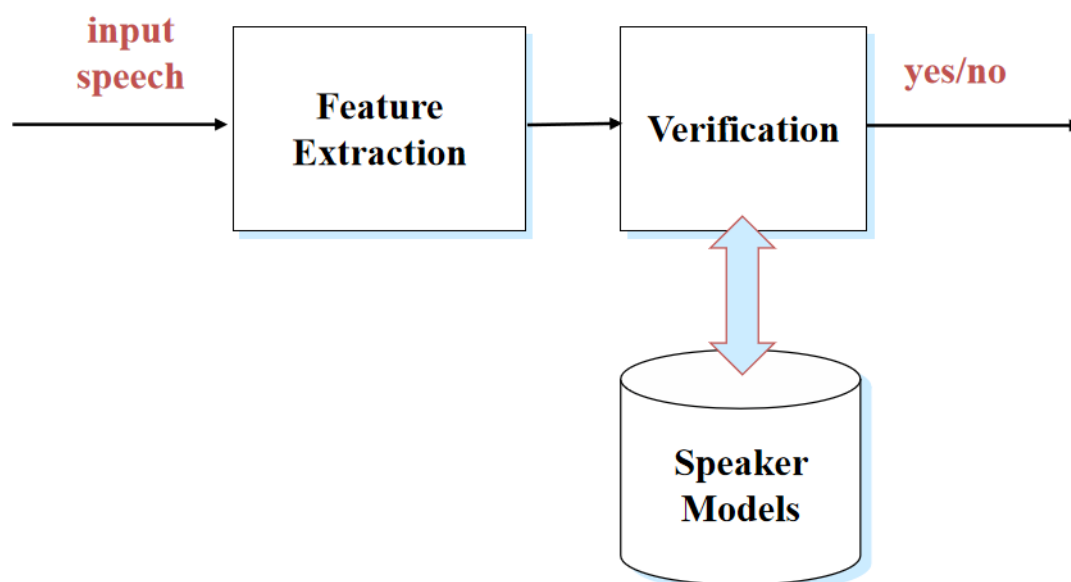 input
speech
Feature
Extraction
Verification
yes/no
Speaker
Models